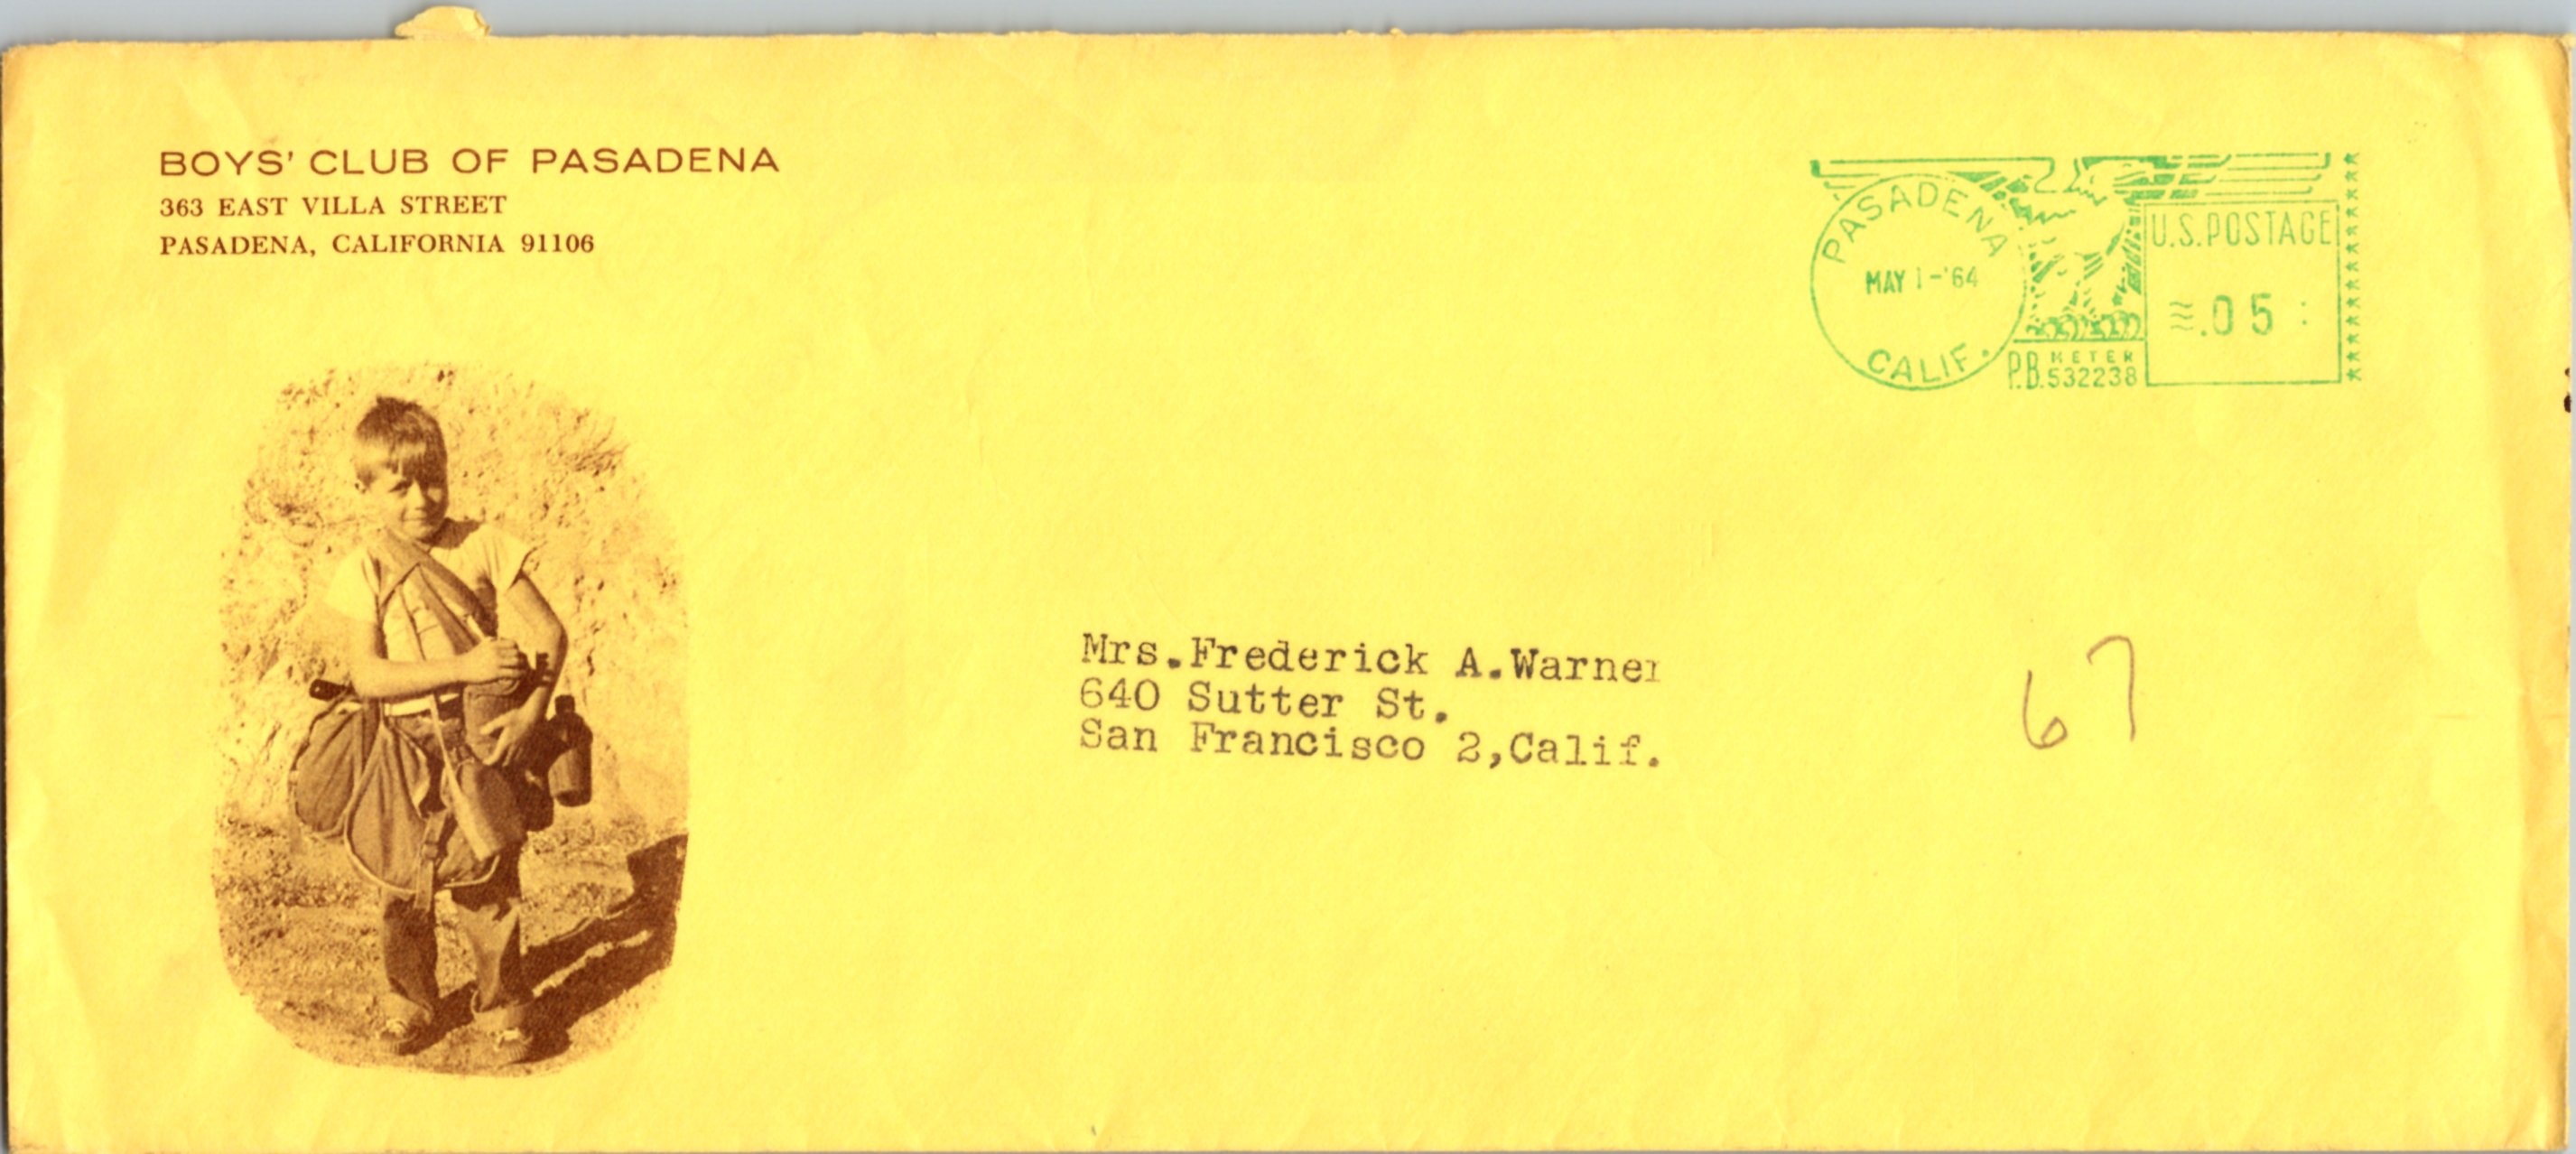 BOYS' CLUB OF PASADENA
363 EAST VILLA STREET
PASADENA, CALIFORNIA 91106
PASADENA
MAY 1-'64
CALIF.
P.B. METER
532238
U.S. POSTAGE
.05
Mrs.Frederick A.Warner
640 Sutter St.
San Francisco 2,Calif.
67